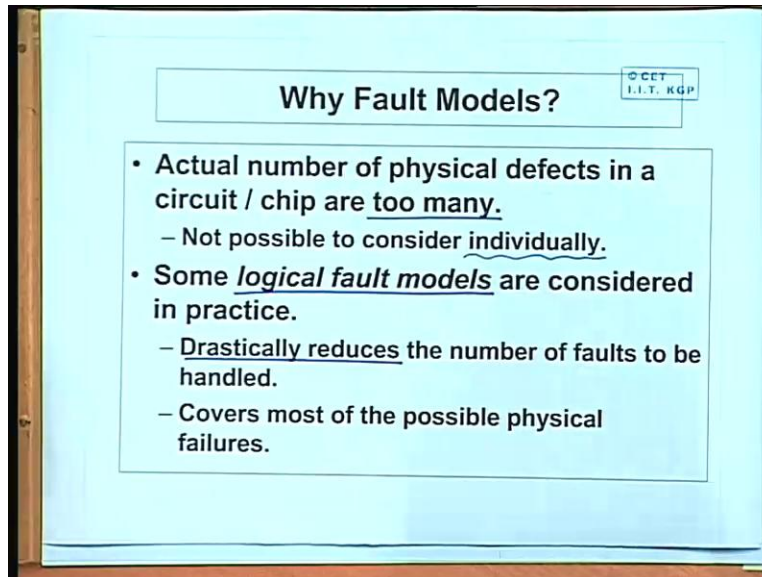 © CET
I.I.T. KGP
Why Fault Models?
• Actual number of physical defects in a
circuit / chip are too many.
– Not possible to consider individually.
• Some logical fault models are considered
in practice.
– Drastically reduces the number of faults to be
handled.
– Covers most of the possible physical
failures.